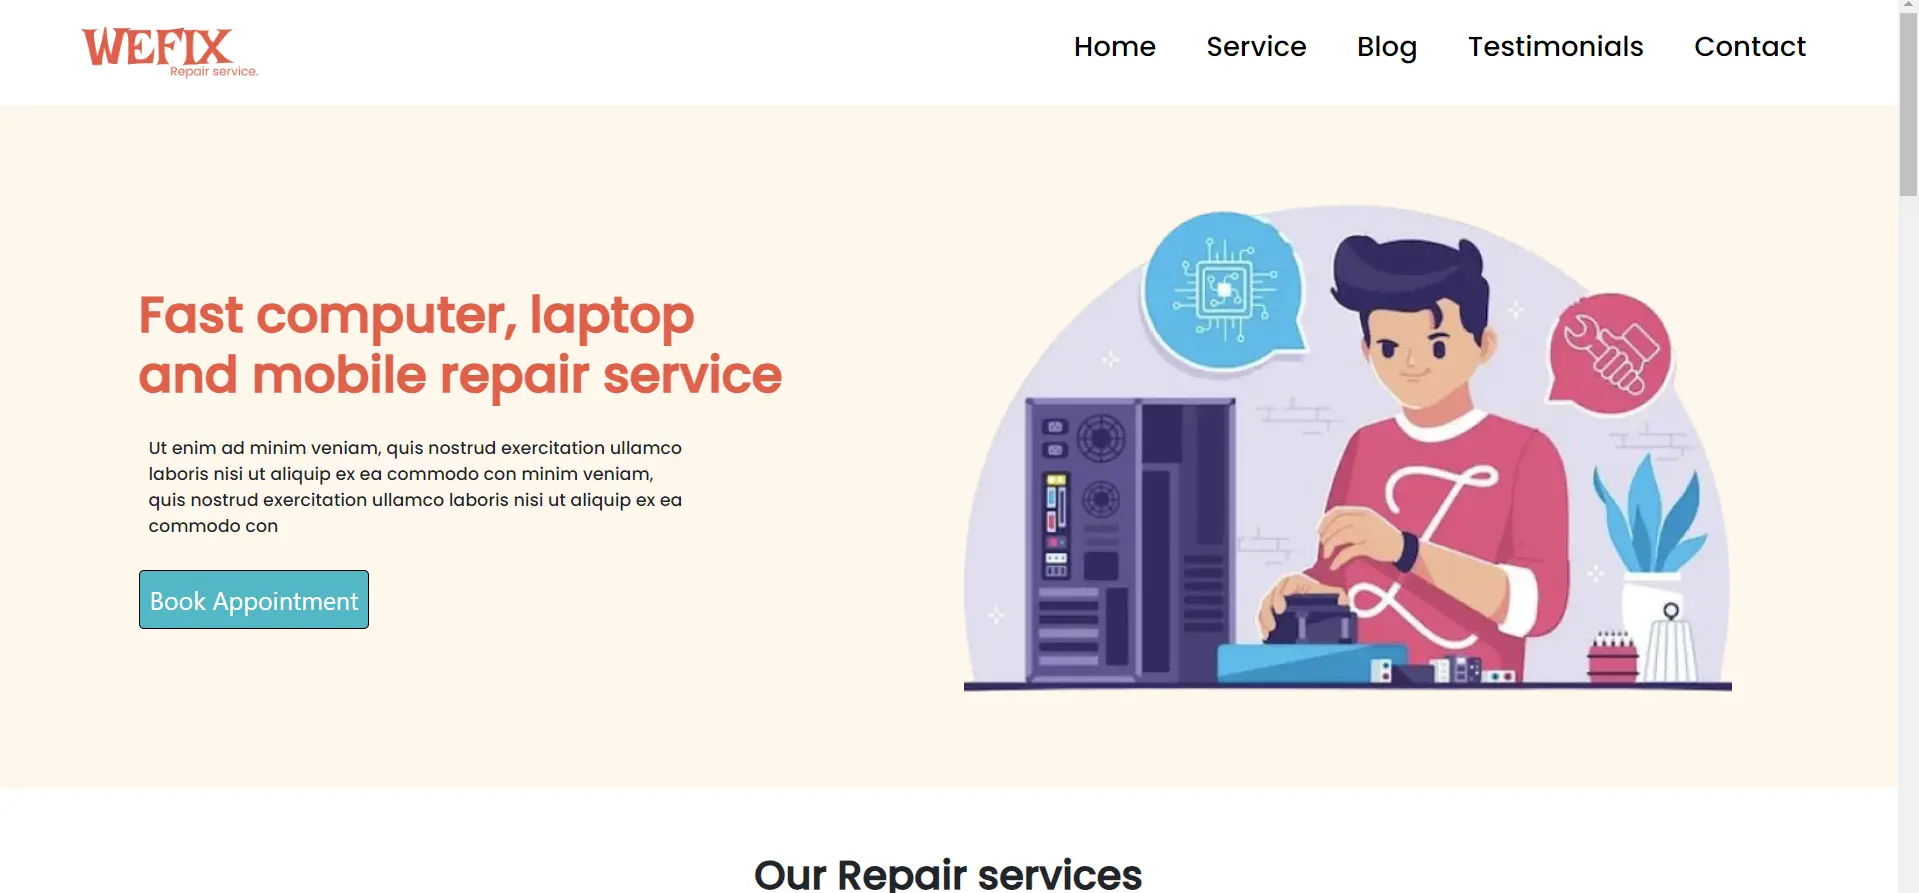 WEFIX
Repair service.
Home Service Blog Testimonials Contact
Fast computer, laptop
and mobile repair service
Ut enim ad minim veniam, quis nostrud exercitation ullamco
laboris nisi ut aliquip ex ea commodo con minim veniam,
quis nostrud exercitation ullamco laboris nisi ut aliquip ex ea
commodo con
Book Appointment
Our Repair services